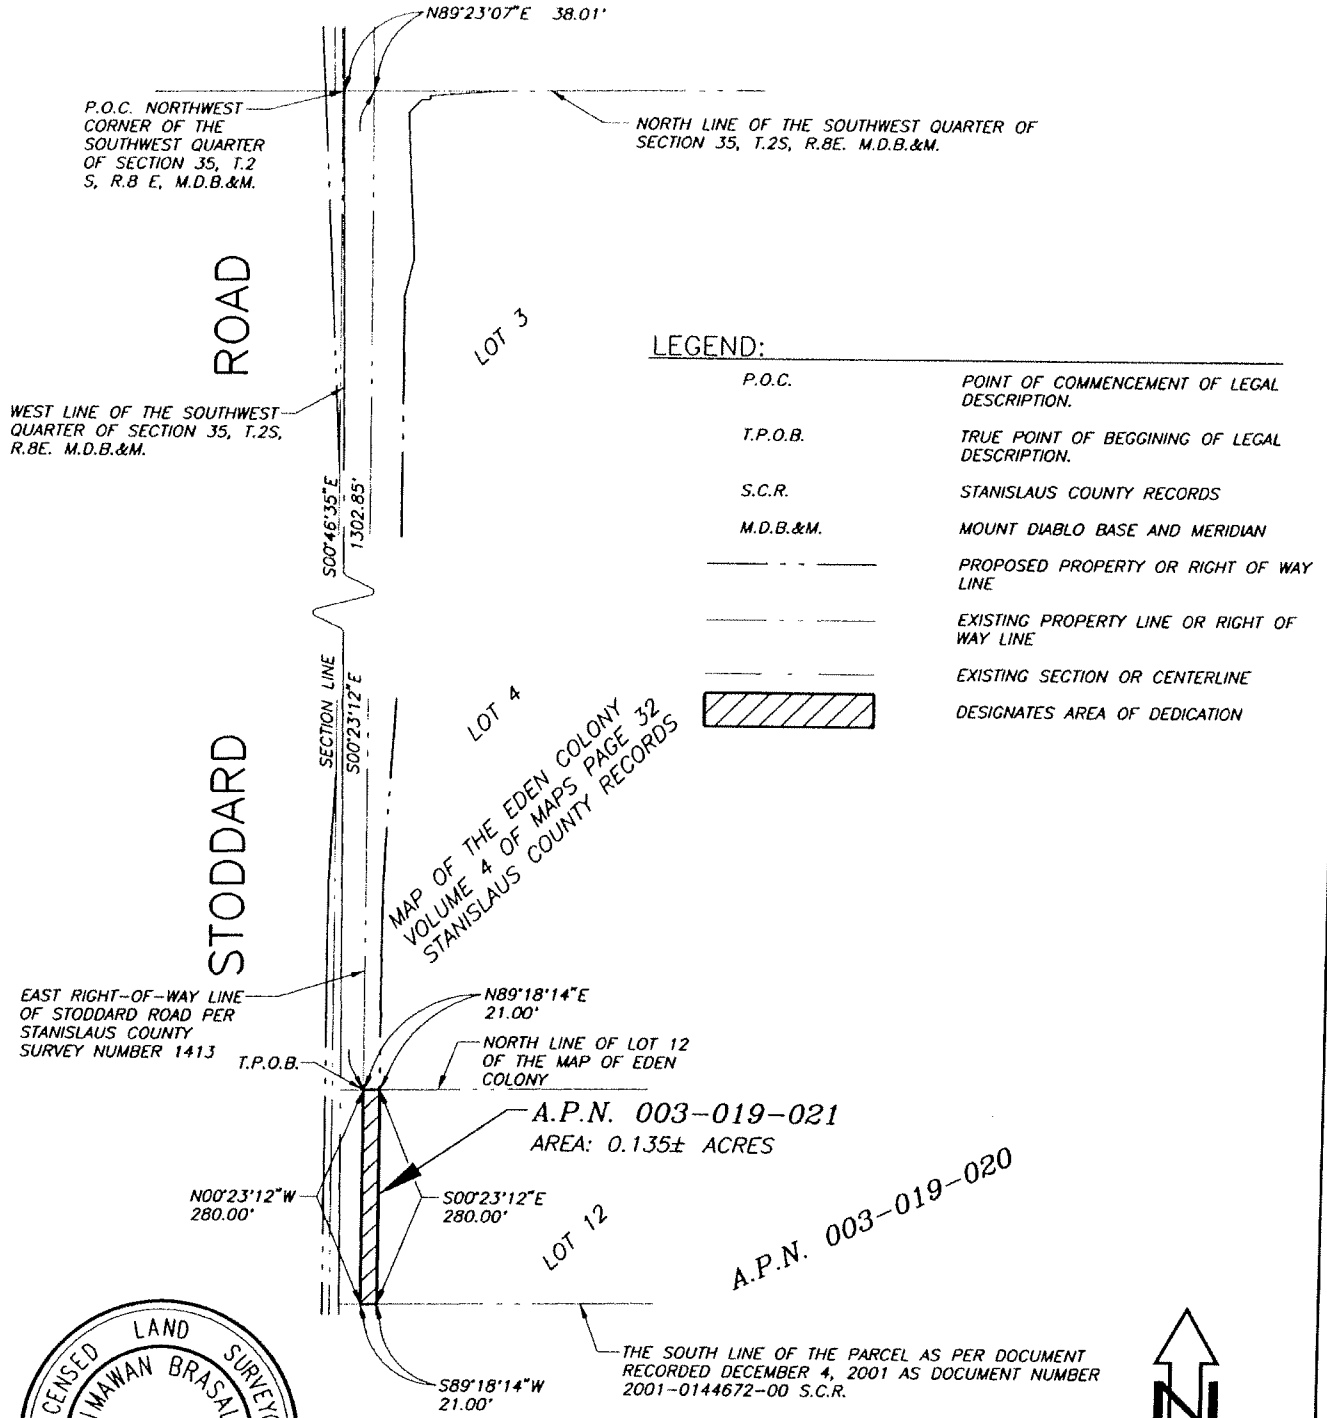 N89°23'07"E 38.01'
P.O.C. NORTHWEST
CORNER OF THE
SOUTHWEST QUARTER
OF SECTION 35, T.2
S, R.8 E, M.D.B.&M.
NORTH LINE OF THE SOUTHWEST QUARTER OF
SECTION 35, T.2S, R.8E. M.D.B.&M.
ROAD
LOT 3
WEST LINE OF THE SOUTHWEST
QUARTER OF SECTION 35, T.2S,
R.8E. M.D.B.&M.
S00°46'35"E
1302.85'
LEGEND:
P.O.C. POINT OF COMMENCEMENT OF LEGAL
DESCRIPTION.
T.P.O.B. TRUE POINT OF BEGGINING OF LEGAL
DESCRIPTION.
S.C.R. STANISLAUS COUNTY RECORDS
M.D.B.&M. MOUNT DIABLO BASE AND MERIDIAN
PROPOSED PROPERTY OR RIGHT OF WAY
LINE
EXISTING PROPERTY LINE OR RIGHT OF
WAY LINE
EXISTING SECTION OR CENTERLINE
DESIGNATES AREA OF DEDICATION
SECTION LINE
S00°23'12"E
LOT 4
MAP OF THE EDEN COLONY
VOLUME 4 OF MAPS PAGE 32
STANISLAUS COUNTY RECORDS
STODDARD
EAST RIGHT-OF-WAY LINE
OF STODDARD ROAD PER
STANISLAUS COUNTY
SURVEY NUMBER 1413
T.P.O.B.
N89°18'14"E
21.00'
NORTH LINE OF LOT 12
OF THE MAP OF EDEN
COLONY
A.P.N. 003-019-021
AREA: 0.135± ACRES
N00°23'12"W
280.00'
S00°23'12"E
280.00'
LOT 12
A.P.N. 003-019-020
THE SOUTH LINE OF THE PARCEL AS PER DOCUMENT
RECORDED DECEMBER 4, 2001 AS DOCUMENT NUMBER
2001-0144672-00 S.C.R.
S89°18'14"W
21.00'
LAND
N